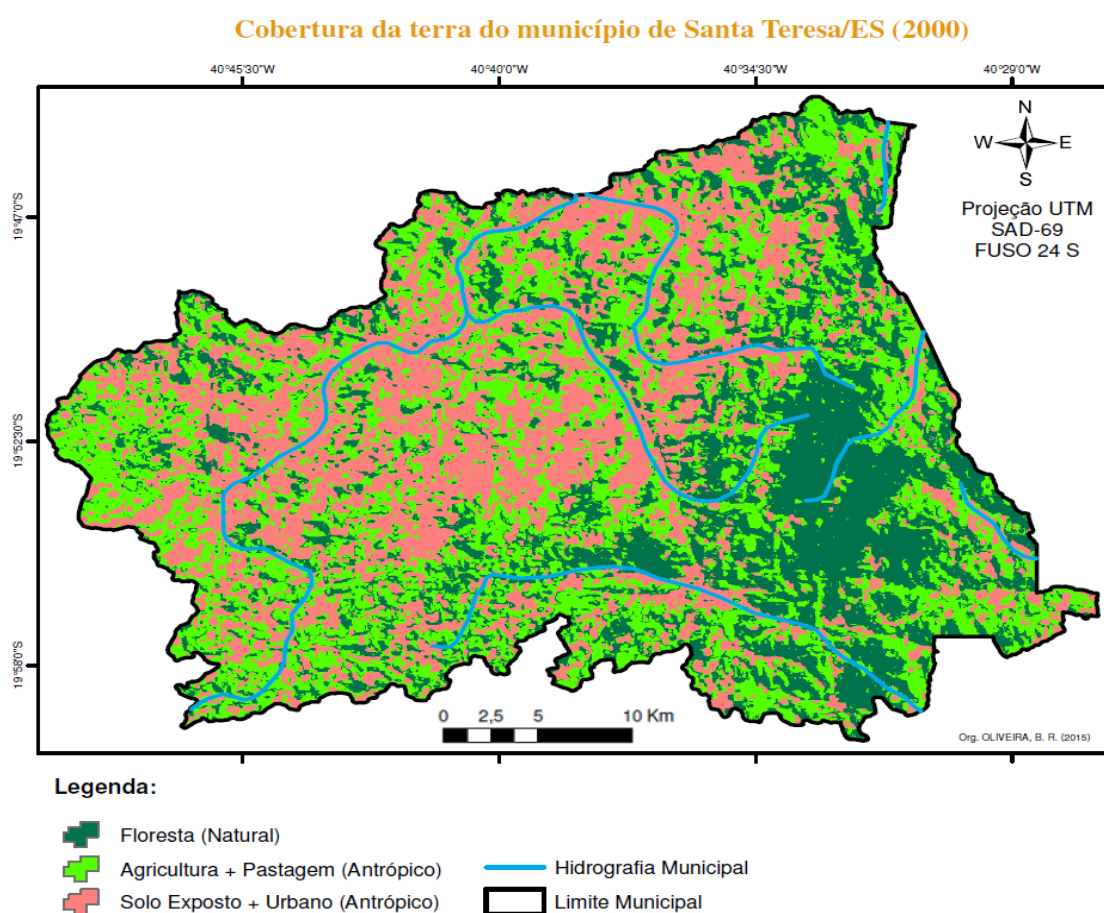 Cobertura da terra do município de Santa Teresa/ES (2000)
40°45'30"W 40°40'0"W 40°34'30"W 40°29'0"W
N
W E
S
Projeção UTM
SAD-69
FUSO 24 S
19°47'0"S
19°52'30"S
19°58'0"S
0 2,5 5 10 Km
Org. OLIVEIRA, B. R. (2015)
Legenda:
Floresta (Natural)
Agricultura + Pastagem (Antrópico)
Solo Exposto + Urbano (Antrópico)
Hidrografia Municipal
Limite Municipal